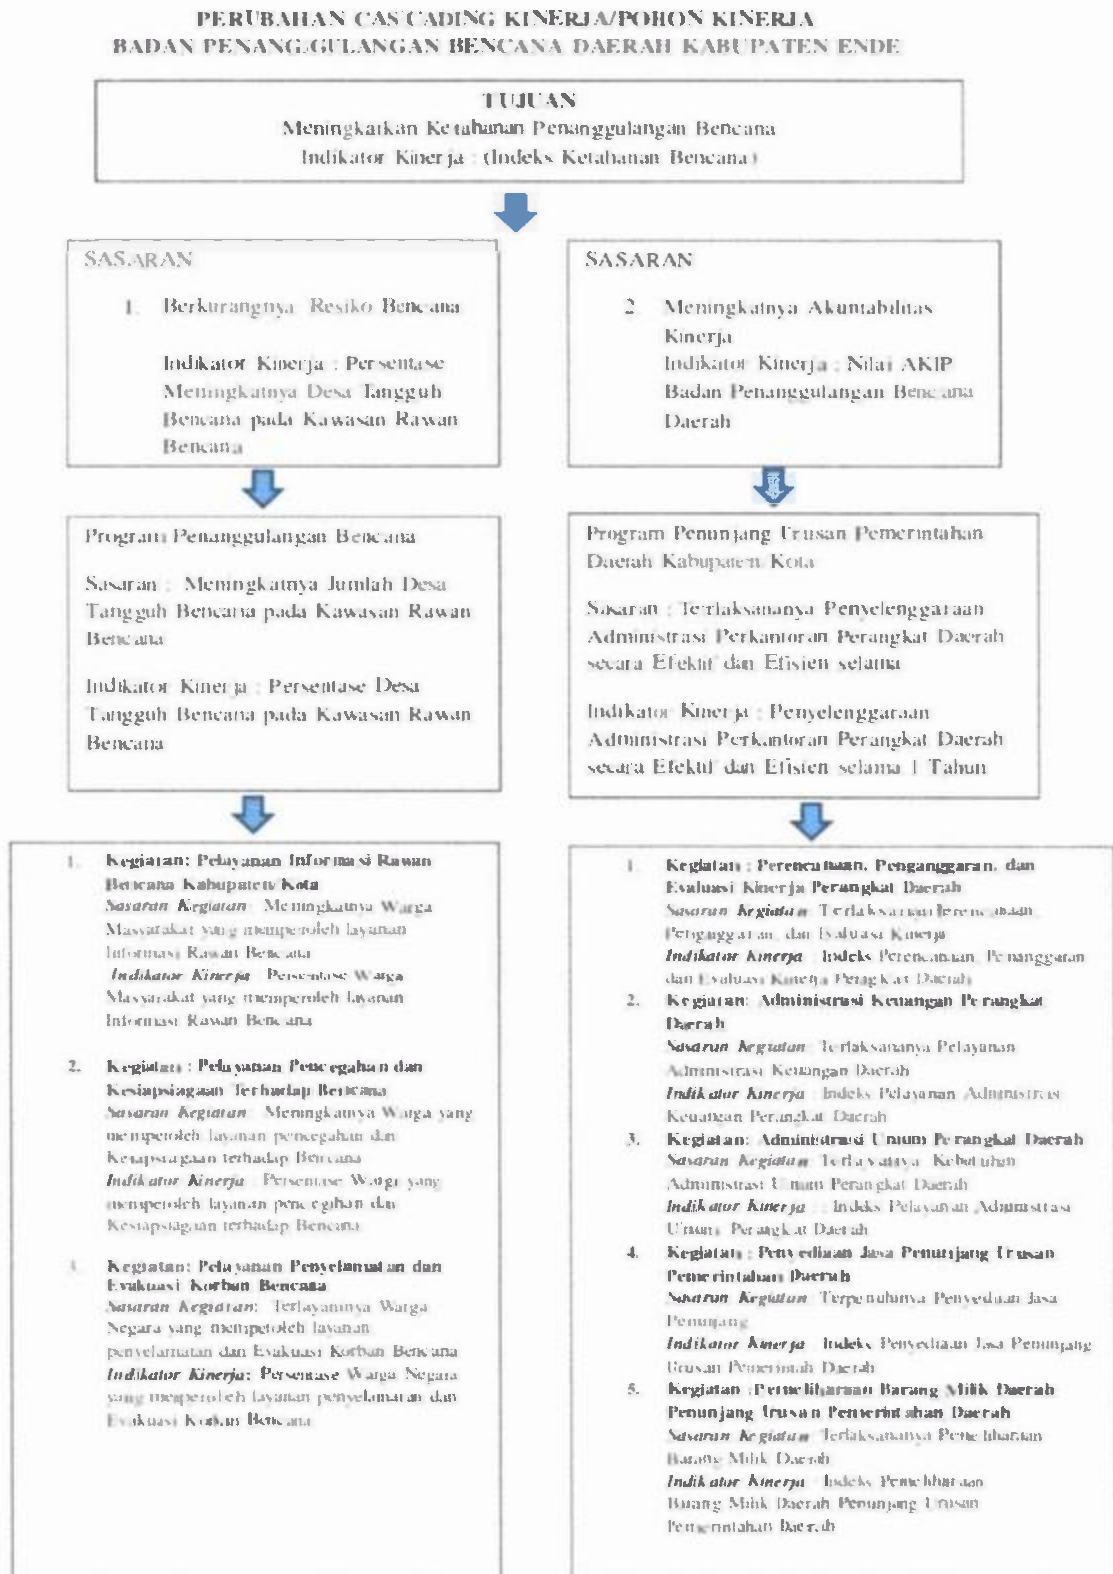 PERUBAHAN CASCADING KINERJA/POHON KINERJA
BADAN PENANGGULANGAN BENCANA DAERAH KABUPATEN ENDE
TUJUAN
Meningkatkan Ketahanan Penanggulangan Bencana
Indikator Kinerja : (Indeks Ketahanan Bencana)
SASARAN
1. Berkurangnya Resiko Bencana
Indikator Kinerja : Persentase
Meningkatnya Desa Tangguh
Bencana pada Kawasan Rawan
Bencana
SASARAN
2 Meningkatnya Akuntabilitas
Kinerja
Indikator Kinerja : Nilai AKIP
Badan Penanggulangan Bencana
Daerah
Program Penanggulangan Bencana
Sasaran : Meningkatnya Jumlah Desa
Tangguh Bencana pada Kawasan Rawan
Bencana
Indikator Kinerja : Persentase Desa
Tangguh Bencana pada Kawasan Rawan
Bencana
Program Penunjang Urusan Pemerintahan
Daerah Kabupaten Kota
Sasaran : Terlaksananya Penyelenggaraan
Administrasi Perkantoran Perangkat Daerah
secara Efektif dan Efisien selama
Indikator Kinerja : Penyelenggaraan
Administrasi Perkantoran Perangkat Daerah
secara Efektif dan Efisien selama 1 Tahun
1. Kegiatan: Pelayanan Informasi Rawan
Bencana Kabupaten/Kota
Sasaran Kegiatan : Meningkatnya Warga
Masyarakat yang memperoleh layanan
Informasi Rawan Bencana
Indikator Kinerja : Persentase Warga
Masyarakat yang memperoleh layanan
Informasi Rawan Bencana
2. Kegiatan : Pelayanan Pencegahan dan
Kesiapsiagaan Terhadap Bencana
Sasaran Kegiatan : Meningkatnya Warga yang
memperoleh layanan pencegahan dan
Kesiapsiagaan terhadap Bencana
Indikator Kinerja : Persentase Warga yang
memperoleh layanan pencegahan dan
Kesiapsiagaan terhadap Bencana
3. Kegiatan: Pelayanan Penyelamatan dan
Evakuasi Korban Bencana
Sasaran Kegiatan: Terlayaninya Warga
Negara yang memperoleh layanan
penyelamatan dan Evakuasi Korban Bencana
Indikator Kinerja: Persentase Warga Negara
yang memperoleh layanan penyelamatan dan
Evakuasi Korban Bencana
1. Kegiatan : Perencanaan, Penganggaran, dan
Evaluasi Kinerja Perangkat Daerah
Sasaran Kegiatan :
Penganggaran, dan Evaluasi Kinerja
Indikator Kinerja : Indeks Perencanaan, Penanggaran
dan Evaluasi Kinerja Peragkat Daerah
2. Kegiatan: Administrasi Keuangan Perangkat
Daerah
Sasaran Kegiatan: Terlaksananya Pelayanan
Administrasi Keuangan Daerah
Indikator Kinerja : Indeks Pelayanan Administrasi
Keuangan Perangkat Daerah
3. Kegiatan: Administrasi Umum Perangkat Daerah
Sasaran Kegiatan: Kebutuhan
Administrasi Umum Perangkat Daerah
Indikator Kinerja : Indeks Pelayanan Administrasi
Umum Perangkat Daerah
4. Kegiatan : Penyediaan Jasa Penunjang Urusan
Pemerintahan Daerah
Sasaran Kegiatan: Terpenuhinya Penyediaan Jasa
Penunjang
Indikator Kinerja : Indeks Penyediaan Jasa Penunjang
Urusan Pemerintah Daerah
5. Kegiatan :Pemeliharaan Barang Milik Daerah
Penunjang Urusan Pemerintahan Daerah
Sasaran Kegiatan: Terlaksananya Pemeliharaan
Barang Milik Daerah
Indikator Kinerja : Indeks Pemeliharaan
Barang Milik Daerah Penunjang Urusan
Pemerintahan Daerah